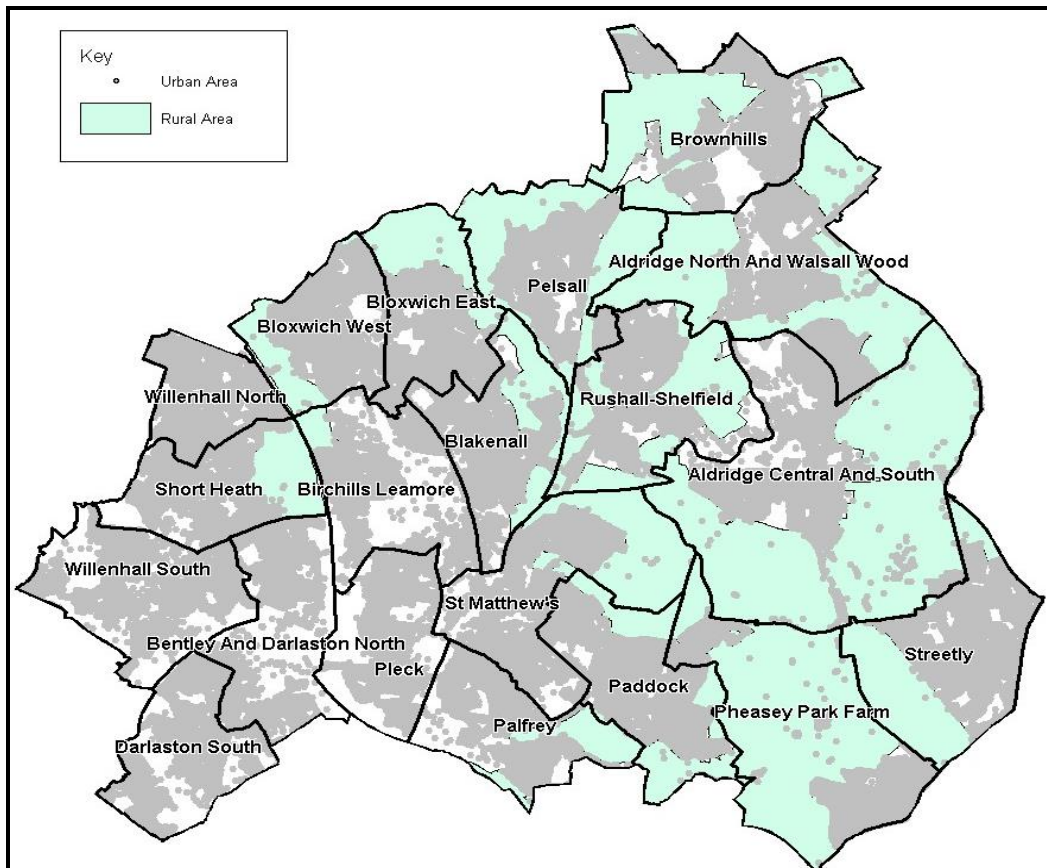 Key
Urban Area
Rural Area
Brownhills
Aldridge North And Walsall Wood
Pelsall
Bloxwich East
Bloxwich West
Willenhall North
Rushall-Shelfield
Blakenall
Aldridge Central And South
Short Heath
Birchills Leamore
Willenhall South
St Matthew's
Bentley And Darlaston North
Streetly
Pleck
Paddock
Pheasey Park Farm
Palfrey
Darlaston South